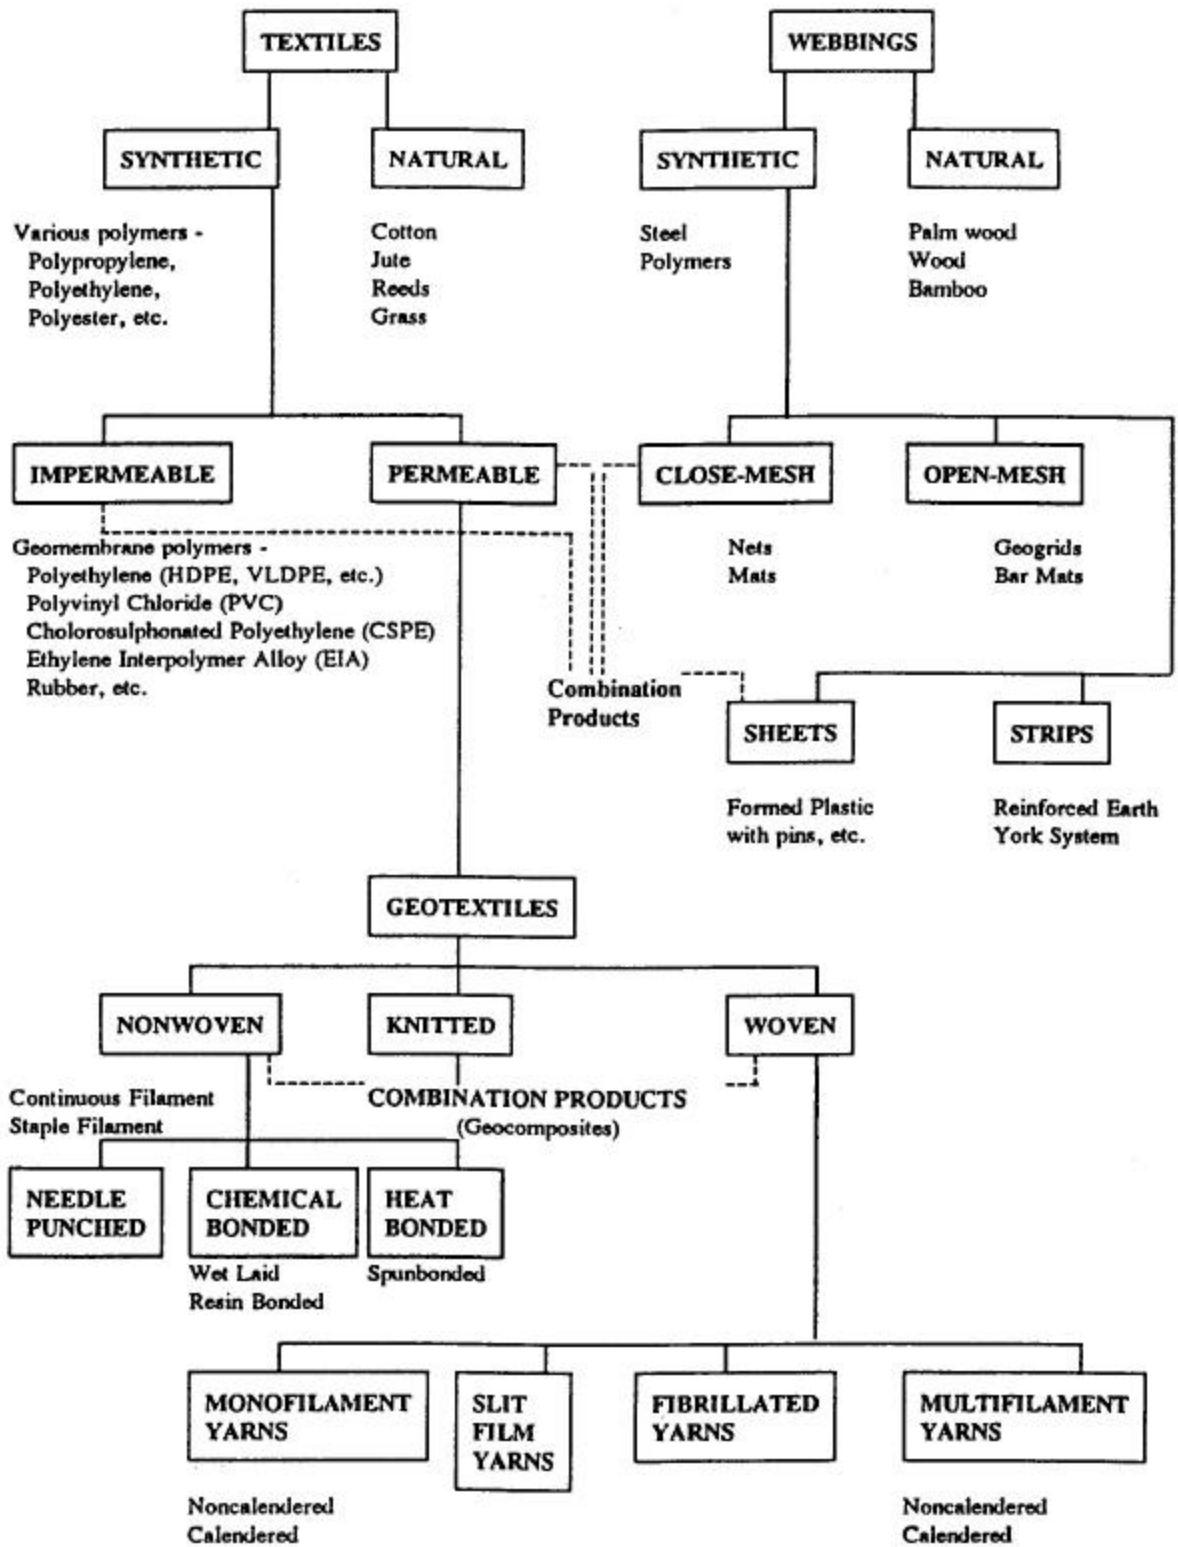 TEXTILES
WEBBINGS
SYNTHETIC
NATURAL
SYNTHETIC
NATURAL
Various polymers -
Polypropylene,
Polyethylene,
Polyester, etc.
Cotton
Jute
Reeds
Grass
Steel
Polymers
Palm wood
Wood
Bamboo
IMPERMEABLE
PERMEABLE
CLOSE-MESH
OPEN-MESH
Geomembrane polymers -
Polyethylene (HDPE, VLDPE, etc.)
Polyvinyl Chloride (PVC)
Cholorosulphonated Polyethylene (CSPE)
Ethylene Interpolymer Alloy (EIA)
Rubber, etc.
Nets
Mats
Geogrids
Bar Mats
Combination
Products
SHEETS
STRIPS
Formed Plastic
with pins, etc.
Reinforced Earth
York System
GEOTEXTILES
NONWOVEN
KNITTED
WOVEN
Continuous Filament
Staple Filament
COMBINATION PRODUCTS
(Geocomposites)
NEEDLE
PUNCHED
CHEMICAL
BONDED
HEAT
BONDED
Wet Laid
Resin Bonded
Spunbonded
MONOFILAMENT
YARNS
SLIT
FILM
YARNS
FIBRILLATED
YARNS
MULTIFILAMENT
YARNS
Noncalendered
Calendered
Noncalendered
Calendered